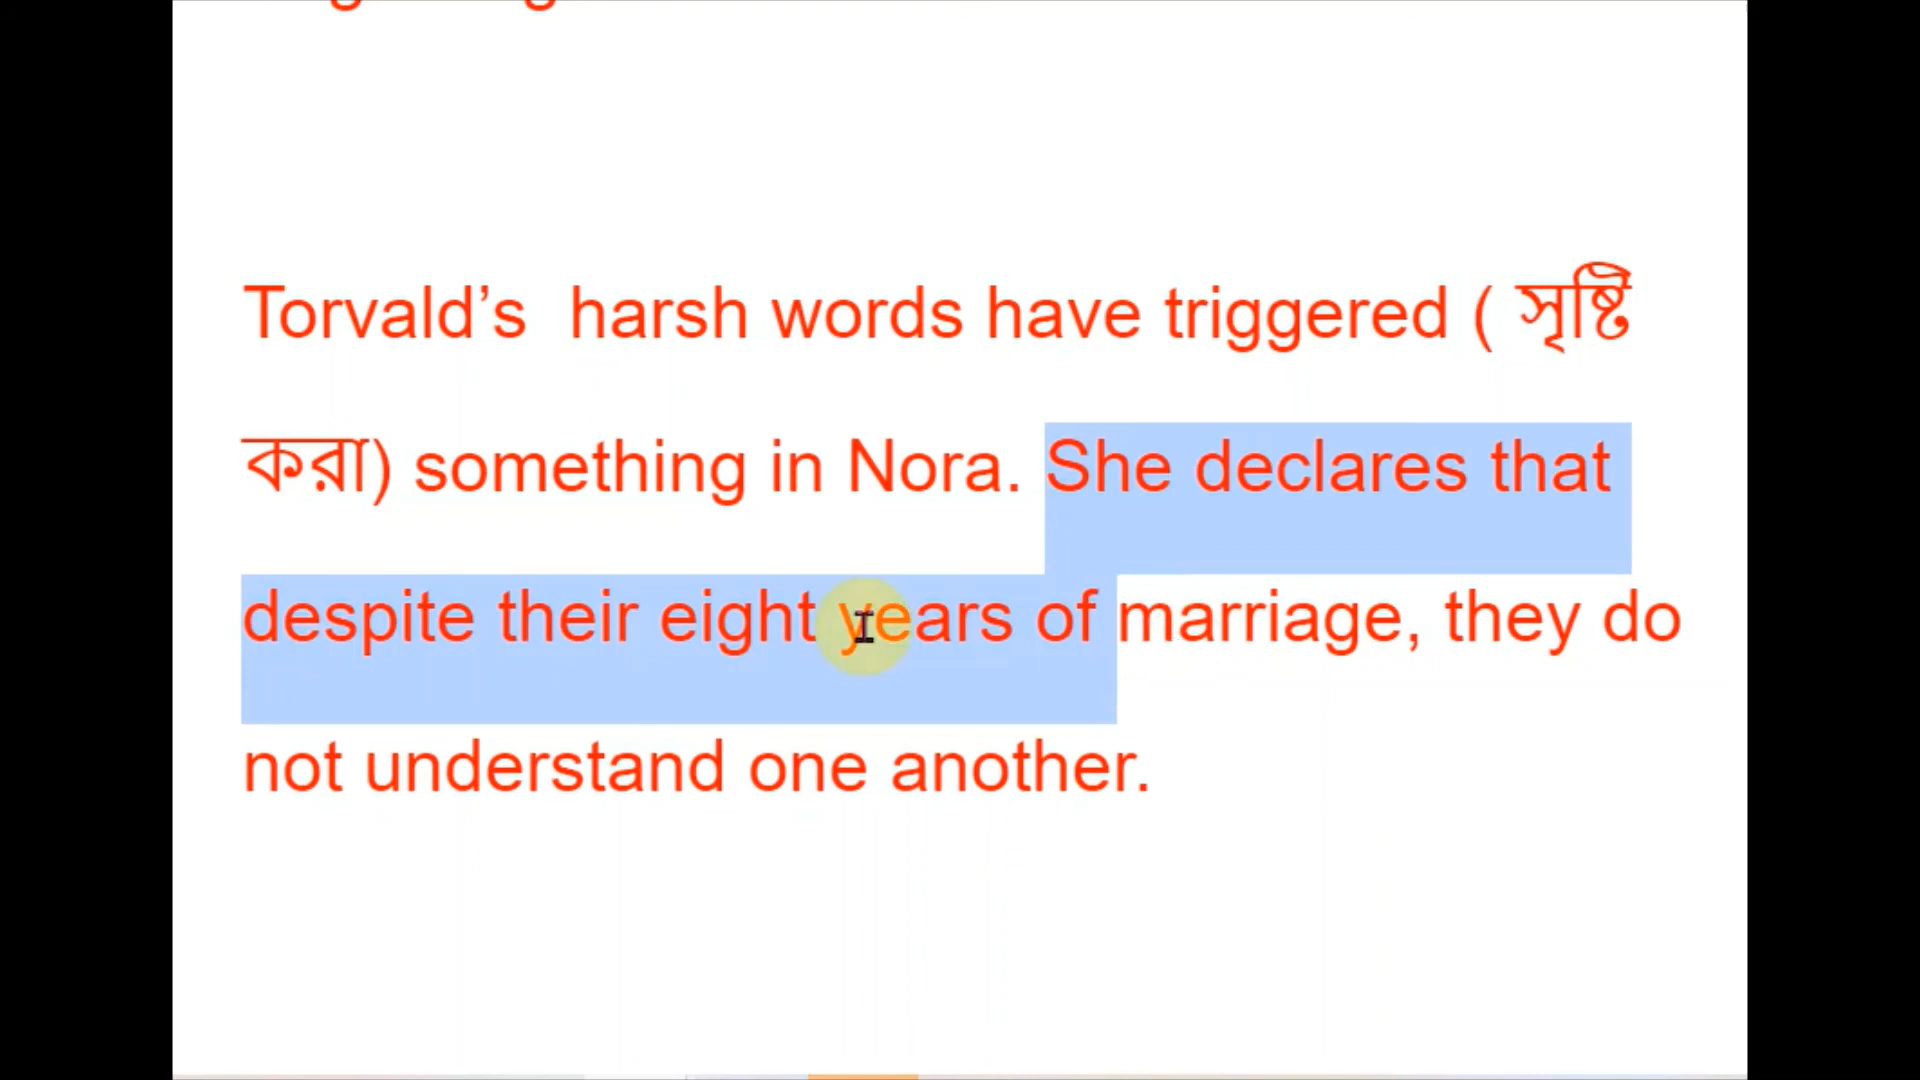 Torvald’s  harsh words have triggered ( সৃষ্টি
করা) something in Nora. She declares that
despite their eight years of marriage, they do
not understand one another.